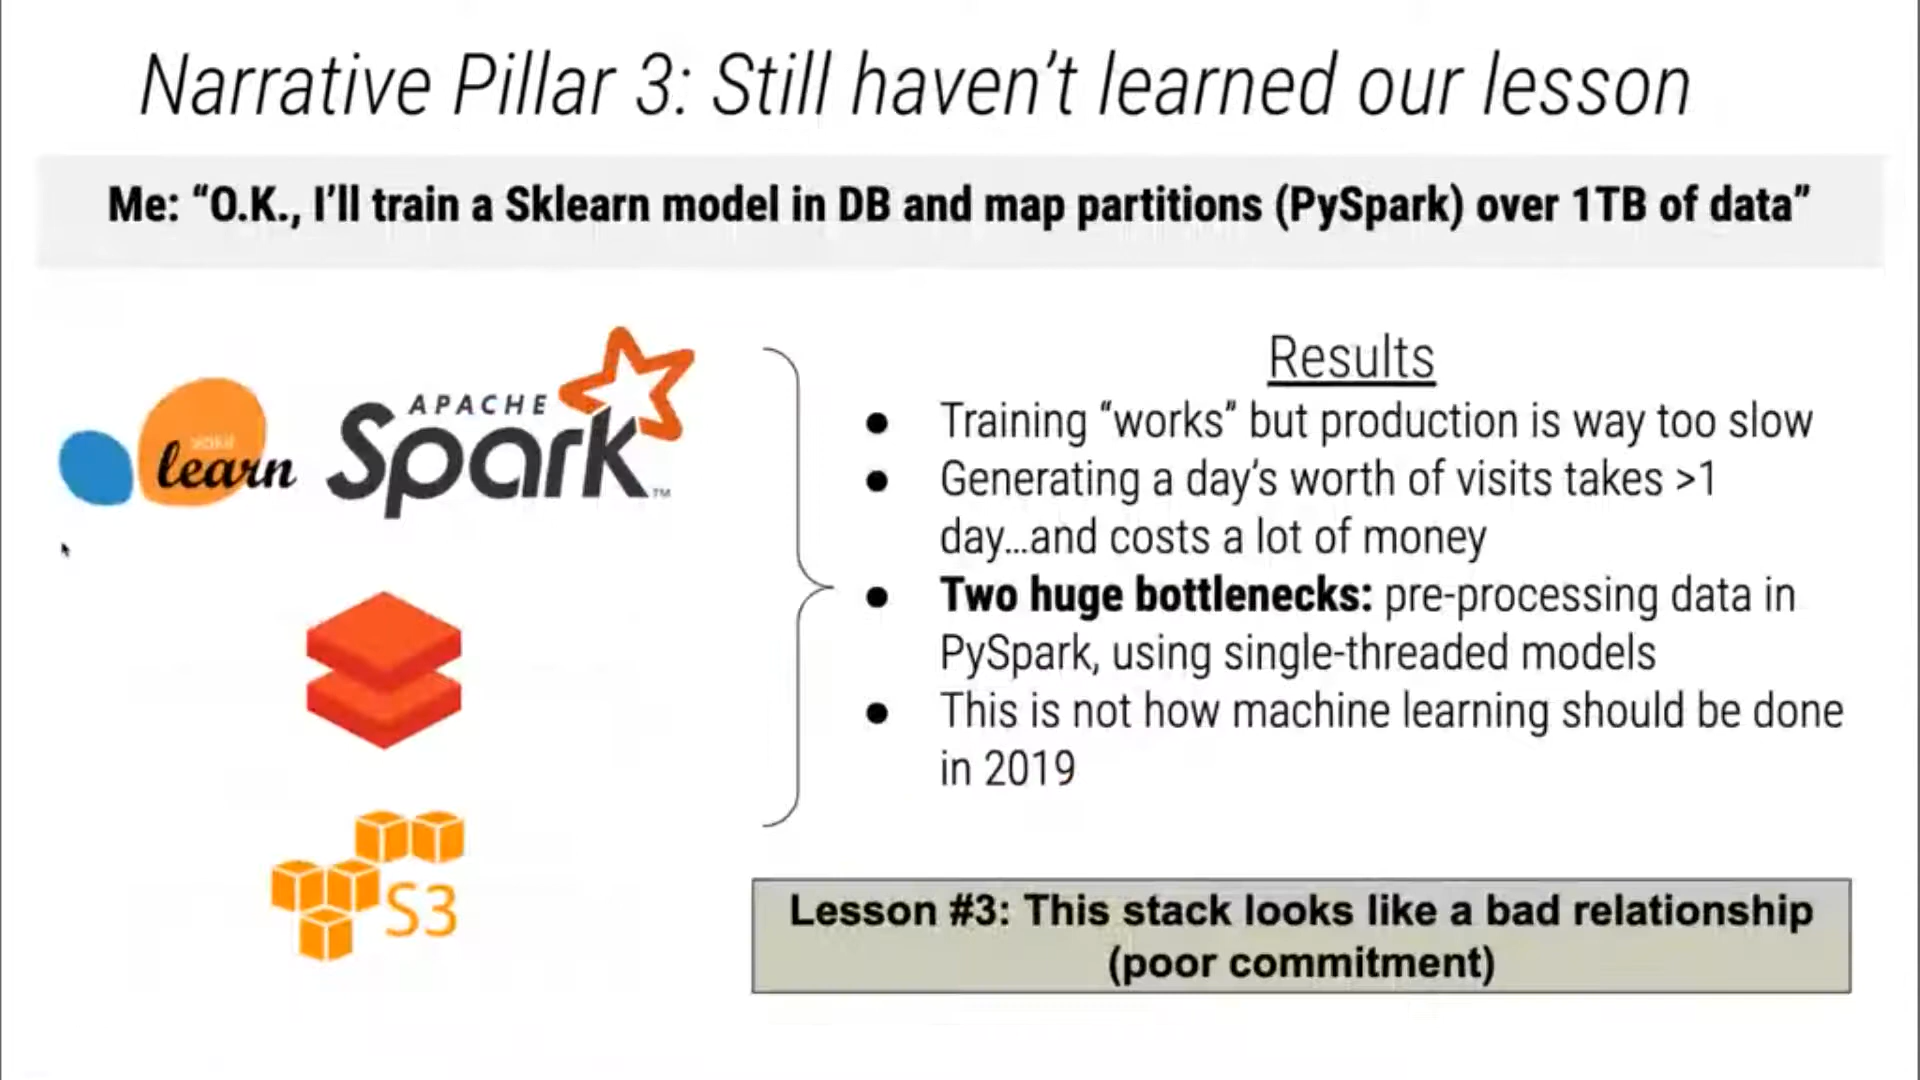 Narrative Pillar 3: Still haven't learned our lesson
Me: “O.K., I'll train a Sklearn model in DB and map partitions (PySpark) over 1TB of data”
scikit
learn
APACHE
Spark™
S3
Results
● Training “works” but production is way too slow
● Generating a day's worth of visits takes >1
day...and costs a lot of money
● Two huge bottlenecks: pre-processing data in
PySpark, using single-threaded models
● This is not how machine learning should be done
in 2019
Lesson #3: This stack looks like a bad relationship
(poor commitment)